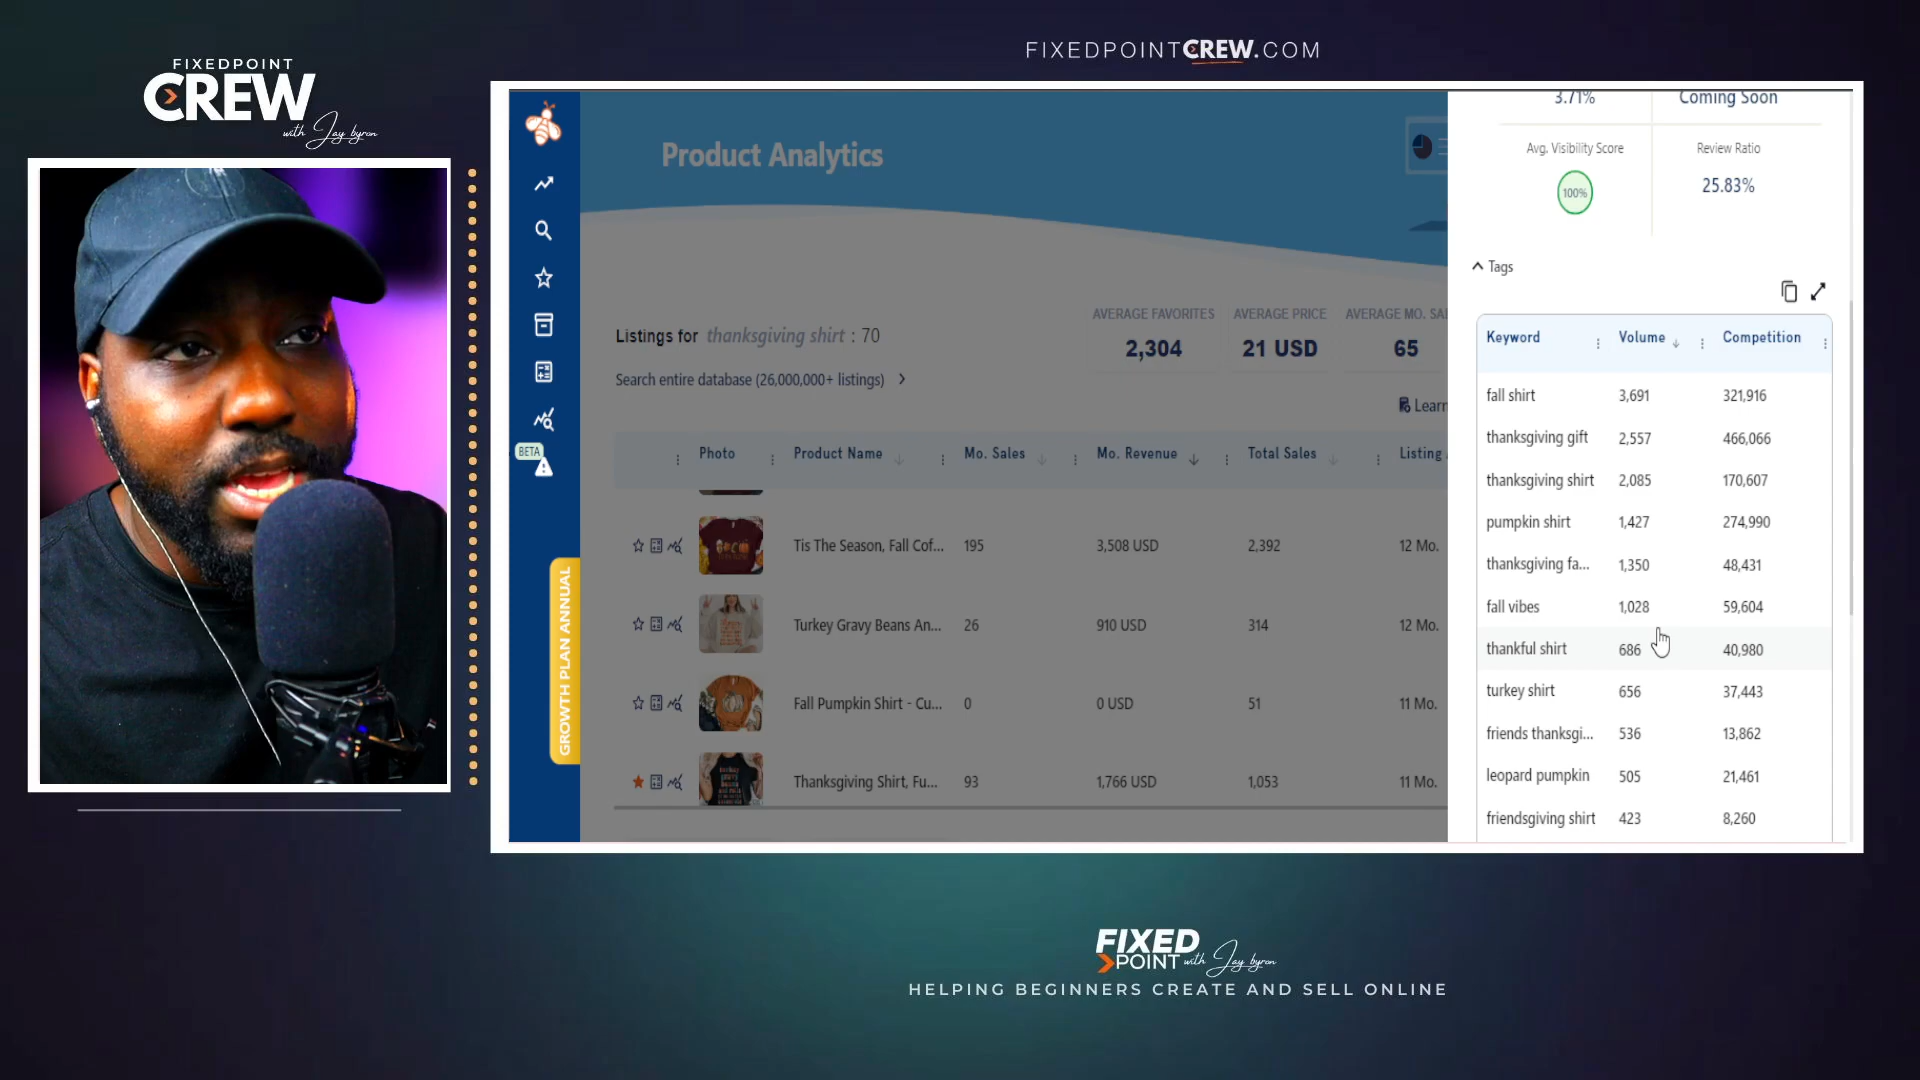 FIXEDPOINT
CREW
with Jay byron
FIXEDPOINTCREW.COM
Product Analytics
Listings for thanksgiving shirt : 70
Search entire database (26,000,000+ listings)
AVERAGE FAVORITES
2,304
AVERAGE PRICE
21 USD
AVERAGE MO. SA
65
Learn
Photo Product Name Mo. Sales Mo. Revenue Total Sales Listing
Tis The Season, Fall Cof... 195 3,508 USD 2,392 12 Mo.
Turkey Gravy Beans An... 26 910 USD 314 12 Mo.
Fall Pumpkin Shirt - Cu... 0 0 USD 51 11 Mo.
Thanksgiving Shirt, Fu... 93 1,766 USD 1,053 11 Mo.
BETA
GROWTH PLAN ANNUAL
3.71%
Coming Soon
Avg. Visibility Score
100%
Review Ratio
25.83%
Tags
Keyword Volume Competition
fall shirt 3,691 321,916
thanksgiving gift 2,557 466,066
thanksgiving shirt 2,085 170,607
pumpkin shirt 1,427 274,990
thanksgiving fa... 1,350 48,431
fall vibes 1,028 59,604
thankful shirt 686 40,980
turkey shirt 656 37,443
friends thanksgi... 536 13,862
leopard pumpkin 505 21,461
friendsgiving shirt 423 8,260
FIXED
POINT with Jay byron
HELPING BEGINNERS CREATE AND SELL ONLINE